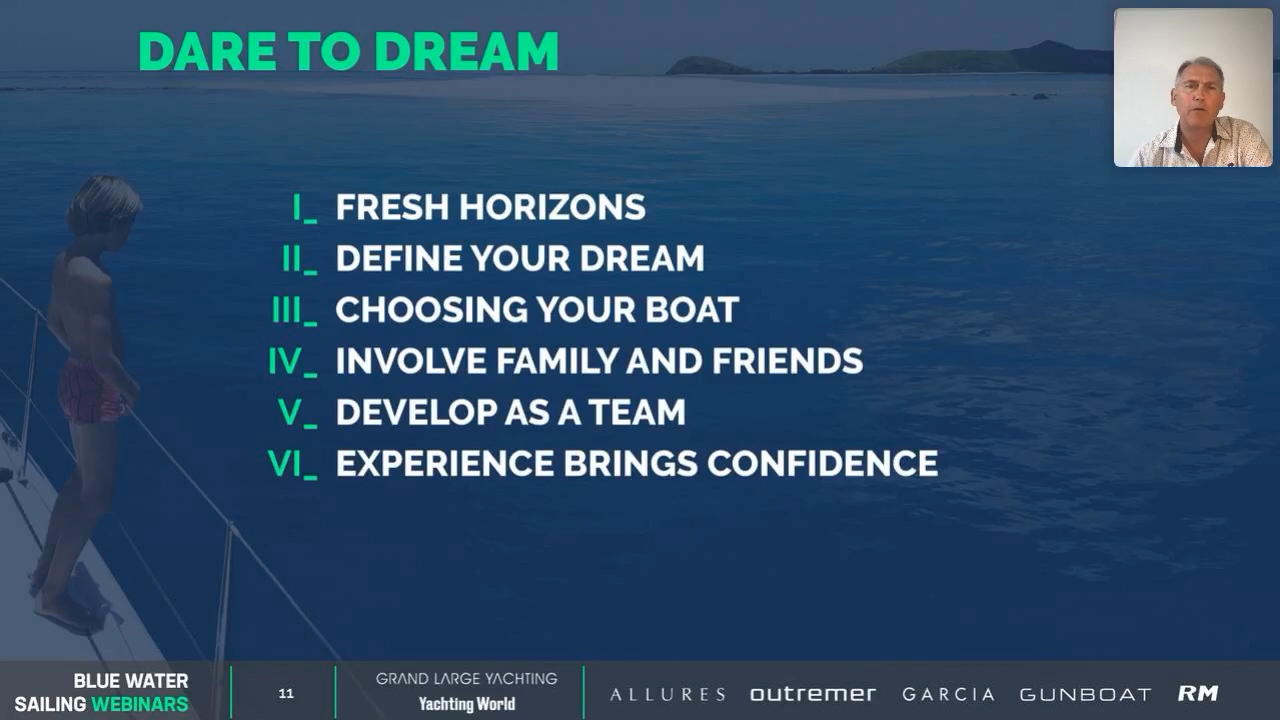 DARE TO DREAM
I_ FRESH HORIZONS
II_ DEFINE YOUR DREAM
III_ CHOOSING YOUR BOAT
IV_ INVOLVE FAMILY AND FRIENDS
V_ DEVELOP AS A TEAM
VI_ EXPERIENCE BRINGS CONFIDENCE
BLUE WATER
SAILING WEBINARS
11
GRAND LARGE YACHTING
Yachting World
ALLURES outremer GARCIA GUNBOAT RM